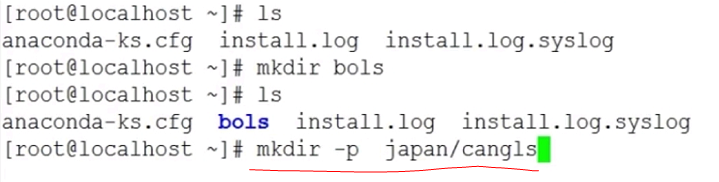 [root@localhost ~]# ls
anaconda-ks.cfg  install.log  install.log.syslog
[root@localhost ~]# mkdir bols
[root@localhost ~]# ls
anaconda-ks.cfg  bols  install.log  install.log.syslog
[root@localhost ~]# mkdir -p  japan/cangls